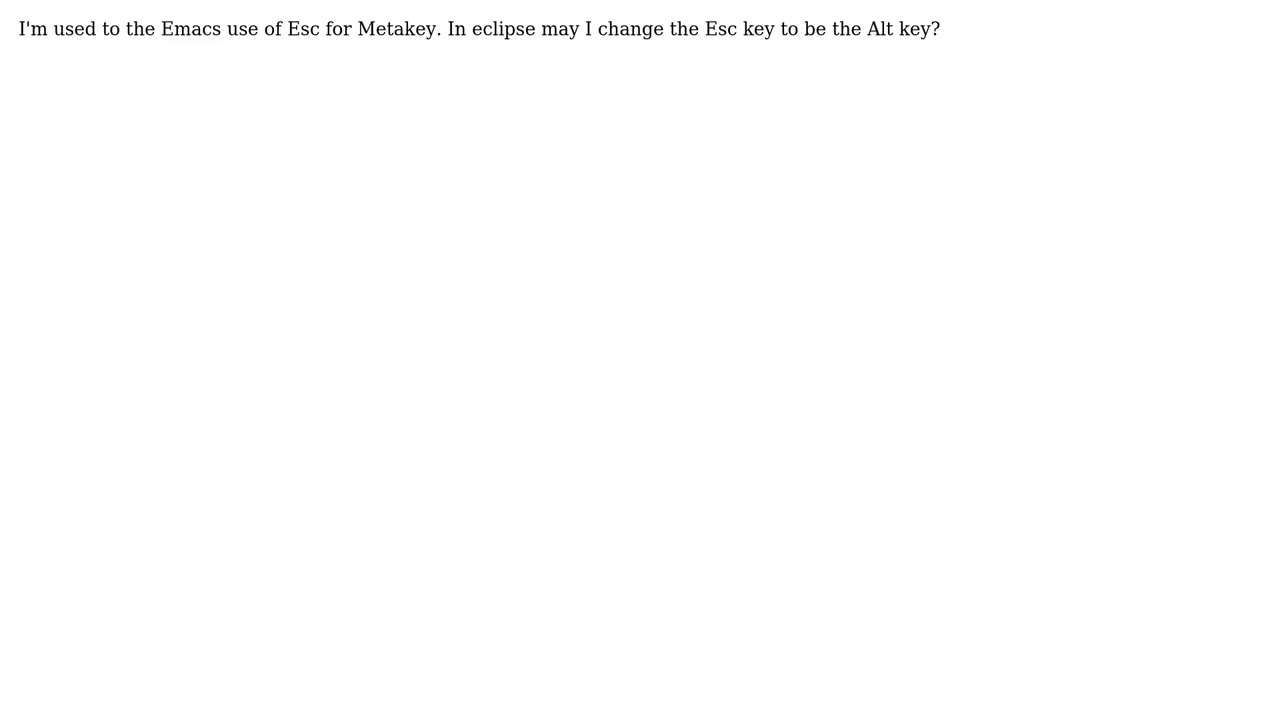 I'm used to the Emacs use of Esc for Metakey. In eclipse may I change the Esc key to be the Alt key?